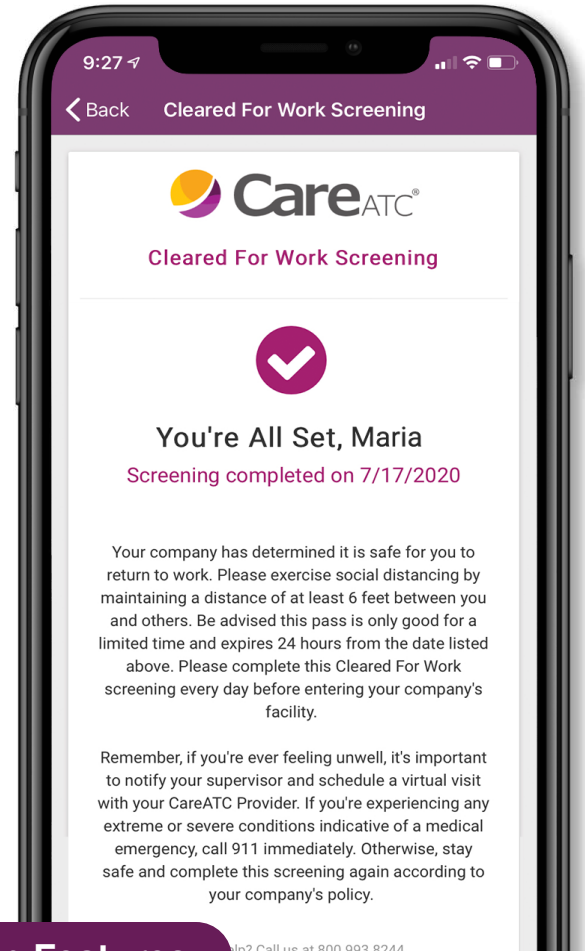 9:27
Back Cleared For Work Screening
CareATC®
Cleared For Work Screening
You're All Set, Maria
Screening completed on 7/17/2020
Your company has determined it is safe for you to
return to work. Please exercise social distancing by
maintaining a distance of at least 6 feet between you
and others. Be advised this pass is only good for a
limited time and expires 24 hours from the date listed
above. Please complete this Cleared For Work
screening every day before entering your company's
facility.
Remember, if you're ever feeling unwell, it's important
to notify your supervisor and schedule a virtual visit
with your CareATC Provider. If you're experiencing any
extreme or severe conditions indicative of a medical
emergency, call 911 immediately. Otherwise, stay
safe and complete this screening again according to
your company's policy.
Call us at 800.993.8244